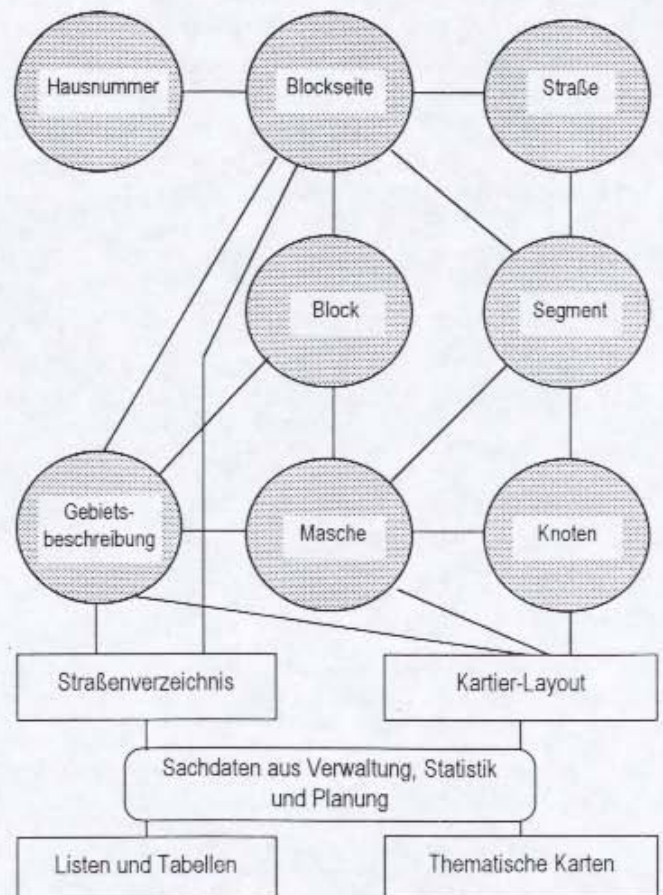 Hausnummer
Blockseite
Straße
Block
Segment
Gebiets-
beschreibung
Masche
Knoten
Straßenverzeichnis
Kartier-Layout
Sachdaten aus Verwaltung, Statistik
und Planung
Listen und Tabellen
Thematische Karten